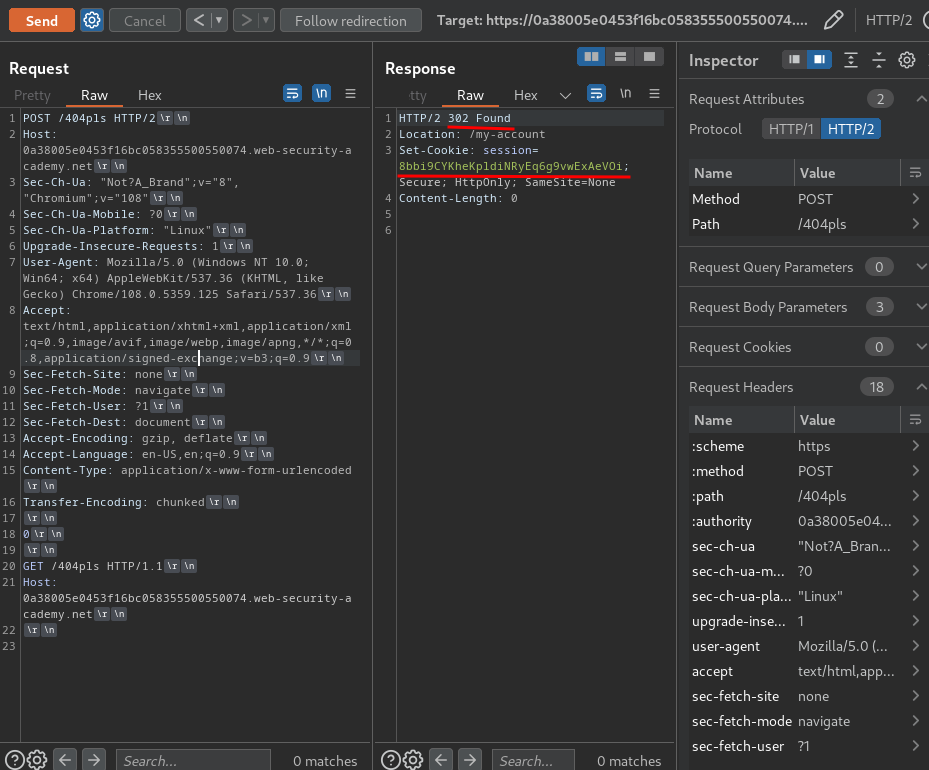 Send Cancel < > Follow redirection Target: https://0a38005e0453f16bc058355500550074.... HTTP/2
Request
Pretty Raw Hex \n
1 POST /404pls HTTP/2 \r \n
2 Host:
0a38005e0453f16bc058355500550074.web-security-a
cademy.net \r \n
3 Sec-Ch-Ua: "Not?A_Brand";v="8",
"Chromium";v="108" \r \n
4 Sec-Ch-Ua-Mobile: ?0 \r \n
5 Sec-Ch-Ua-Platform: "Linux" \r \n
6 Upgrade-Insecure-Requests: 1 \r \n
7 User-Agent: Mozilla/5.0 (Windows NT 10.0;
Win64; x64) AppleWebKit/537.36 (KHTML, like
Gecko) Chrome/108.0.5359.125 Safari/537.36 \r \n
8 Accept:
text/html,application/xhtml+xml,application/xml
;q=0.9,image/avif,image/webp,image/apng,*/*;q=0
.8,application/signed-exchange;v=b3;q=0.9 \r \n
9 Sec-Fetch-Site: none \r \n
10 Sec-Fetch-Mode: navigate \r \n
11 Sec-Fetch-User: ?1 \r \n
12 Sec-Fetch-Dest: document \r \n
13 Accept-Encoding: gzip, deflate \r \n
14 Accept-Language: en-US,en;q=0.9 \r \n
15 Content-Type: application/x-www-form-urlencoded
\r \n
16 Transfer-Encoding: chunked \r \n
17 \r \n
18 0 \r \n
19 \r \n
20 GET /404pls HTTP/1.1 \r \n
21 Host:
0a38005e0453f16bc058355500550074.web-security-a
cademy.net \r \n
22 \r \n
23
Search... 0 matches
Response
tty Raw Hex \n
1 HTTP/2 302 Found
2 Location: /my-account
3 Set-Cookie: session=
8bbi9CYKheKpldiNRyEq6g9vwExAeVOi;
Secure; HttpOnly; SameSite=None
4 Content-Length: 0
5
6
Search... 0 matches
Inspector
Request Attributes 2
Protocol HTTP/1 HTTP/2
Name Value
Method POST
Path /404pls
Request Query Parameters 0
Request Body Parameters 3
Request Cookies 0
Request Headers 18
Name Value
:scheme https
:method POST
:path /404pls
:authority 0a38005e04...
sec-ch-ua "Not?A_Bran...
sec-ch-ua-m... ?0
sec-ch-ua-pla... "Linux"
upgrade-inse... 1
user-agent Mozilla/5.0 (...
accept text/html,app...
sec-fetch-site none
sec-fetch-mode navigate
sec-fetch-user ?1